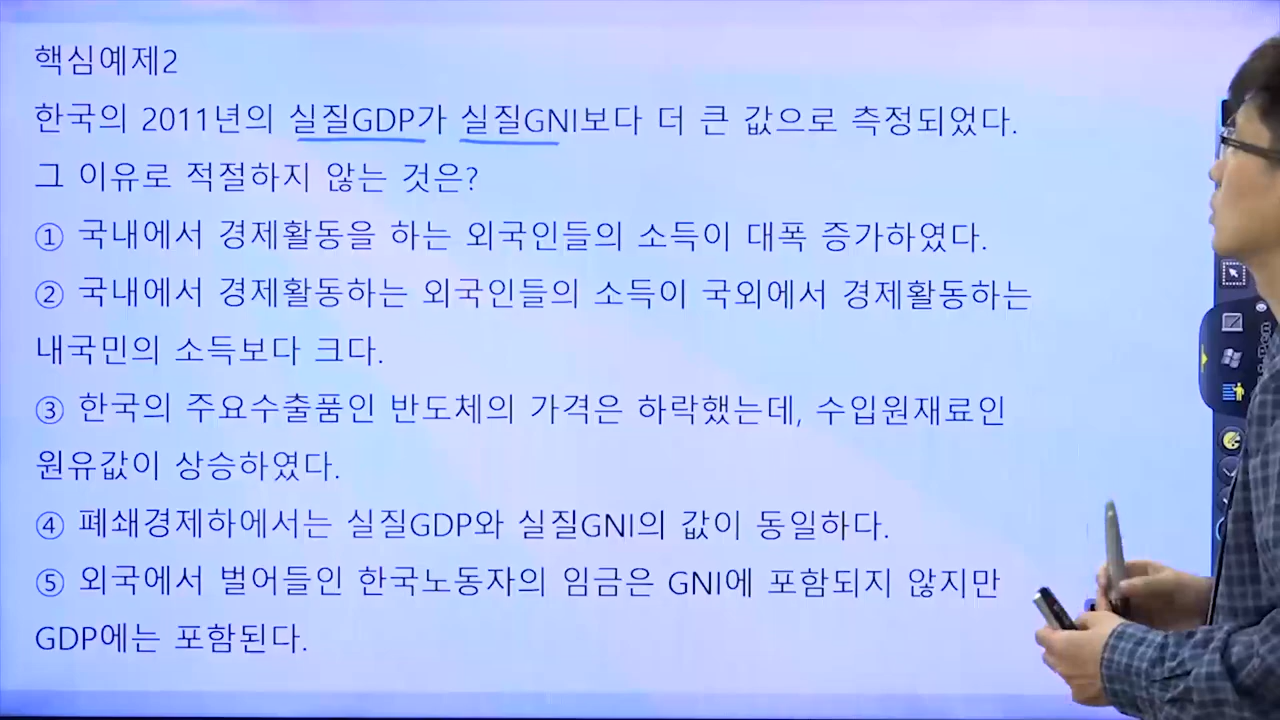 핵심예제2
한국의 2011년의 실질GDP가 실질GNI보다 더 큰 값으로 측정되었다.
그 이유로 적절하지 않는 것은?
① 국내에서 경제활동을 하는 외국인들의 소득이 대폭 증가하였다.
② 국내에서 경제활동하는 외국인들의 소득이 국외에서 경제활동하는
내국민의 소득보다 크다.
③ 한국의 주요수출품인 반도체의 가격은 하락했는데, 수입원재료인
원유값이 상승하였다.
④ 폐쇄경제하에서는 실질GDP와 실질GNI의 값이 동일하다.
⑤ 외국에서 벌어들인 한국노동자의 임금은 GNI에 포함되지 않지만
GDP에는 포함된다.